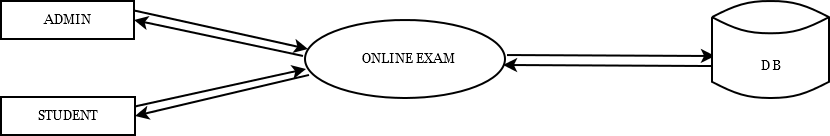 ADMIN
ONLINE EXAM
D B
STUDENT